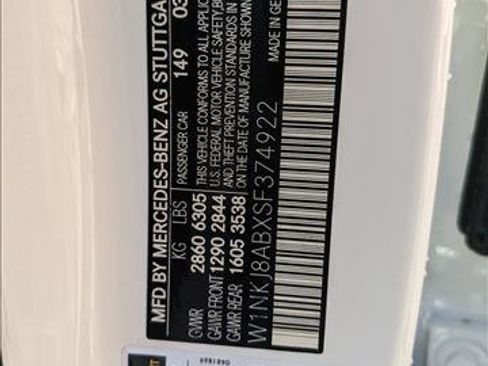 MFD BY MERCEDES-BENZ AG STUTTGA
KG LBS PASSENGER CAR 149 03
GVWR 2860 6305 THIS VEHICLE CONFORMS TO ALL APPLIC
GAWR FRONT 1290 2844 U.S. FEDERAL MOTOR VEHICLE SAFETY, B
GAWR REAR 1605 3538 AND THEFT PREVENTION STANDARDS IN
ON THE DATE OF MANUFACTURE SHOWN
MADE IN GE
W1NKJ8ABXSF374922